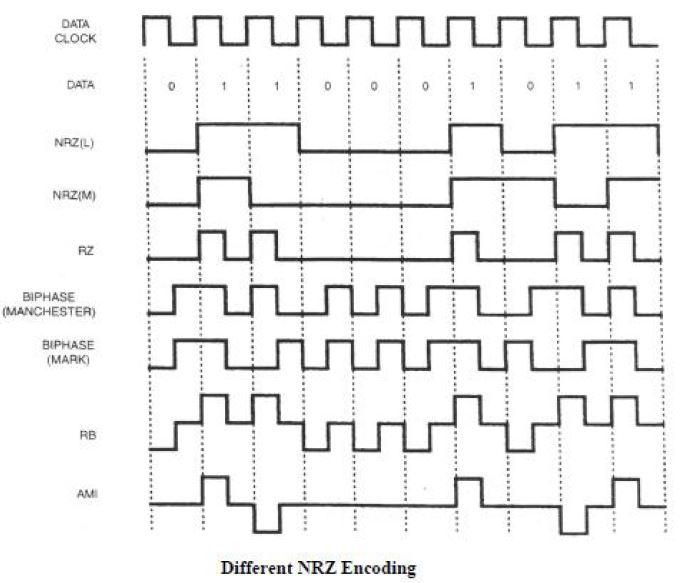 DATA
CLOCK
DATA 0 1 1 0 0 0 1 0 1 1
NRZ(L)
NRZ(M)
RZ
BIPHASE
(MANCHESTER)
BIPHASE
(MARK)
RB
AMI
Different NRZ Encoding